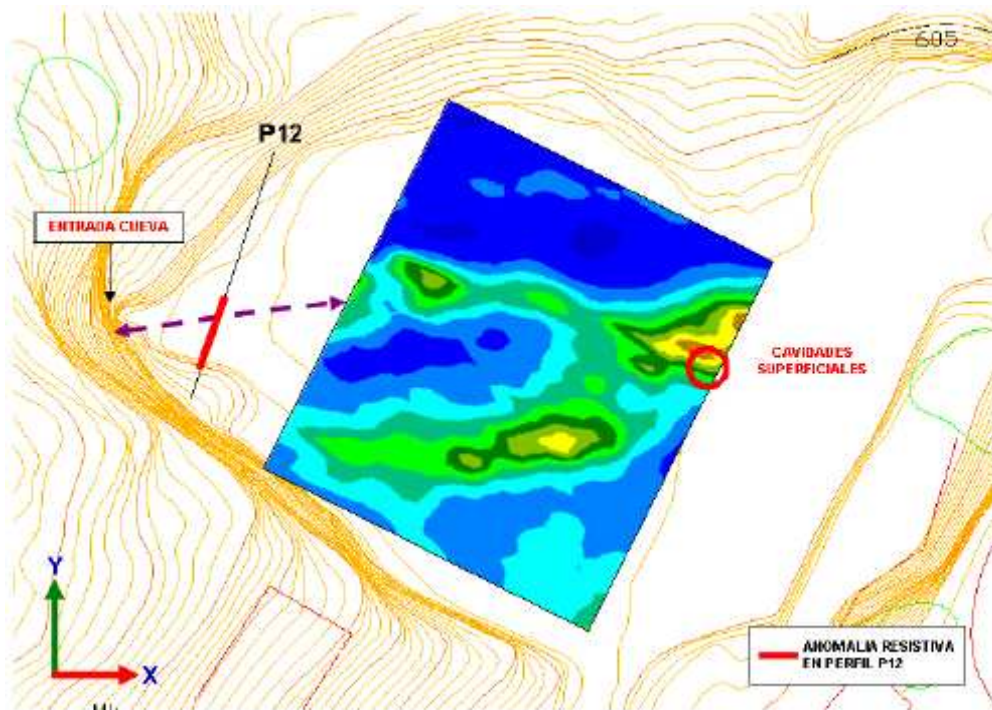 605
P12
ENTRADA CUEVA
CAVIDADES
SUPERFICIALES
Y
X
ANOMALIA RESISTIVA
EN PERFIL P12